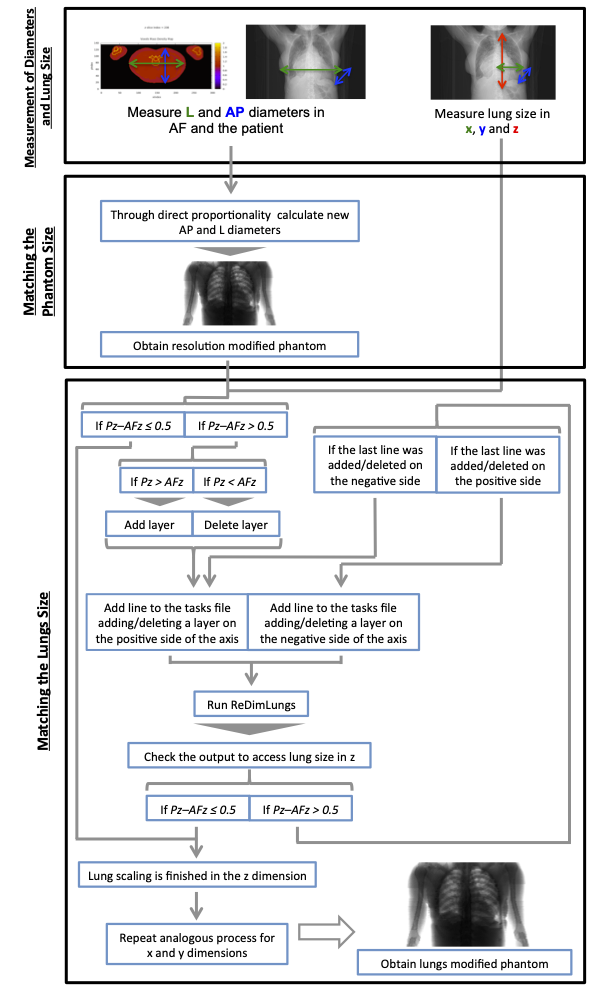 Measurement of Diameters
and Lung Size
Measure L and AP diameters in
AF and the patient
Measure lung size in
x, y and z
Matching the
Phantom Size
Through direct proportionality calculate new
AP and L diameters
Obtain resolution modified phantom
Matching the Lungs Size
If Pz–AFz ≤ 0.5
If Pz–AFz > 0.5
If Pz > AFz
If Pz < AFz
Add layer
Delete layer
If the last line was
added/deleted on
the negative side
If the last line was
added/deleted on
the positive side
Add line to the tasks file
adding/deleting a layer on
the positive side of the axis
Add line to the tasks file
adding/deleting a layer on
the negative side of the axis
Run ReDimLungs
Check the output to access lung size in z
If Pz–AFz ≤ 0.5
If Pz–AFz > 0.5
Lung scaling is finished in the z dimension
Repeat analogous process for
x and y dimensions
Obtain lungs modified phantom